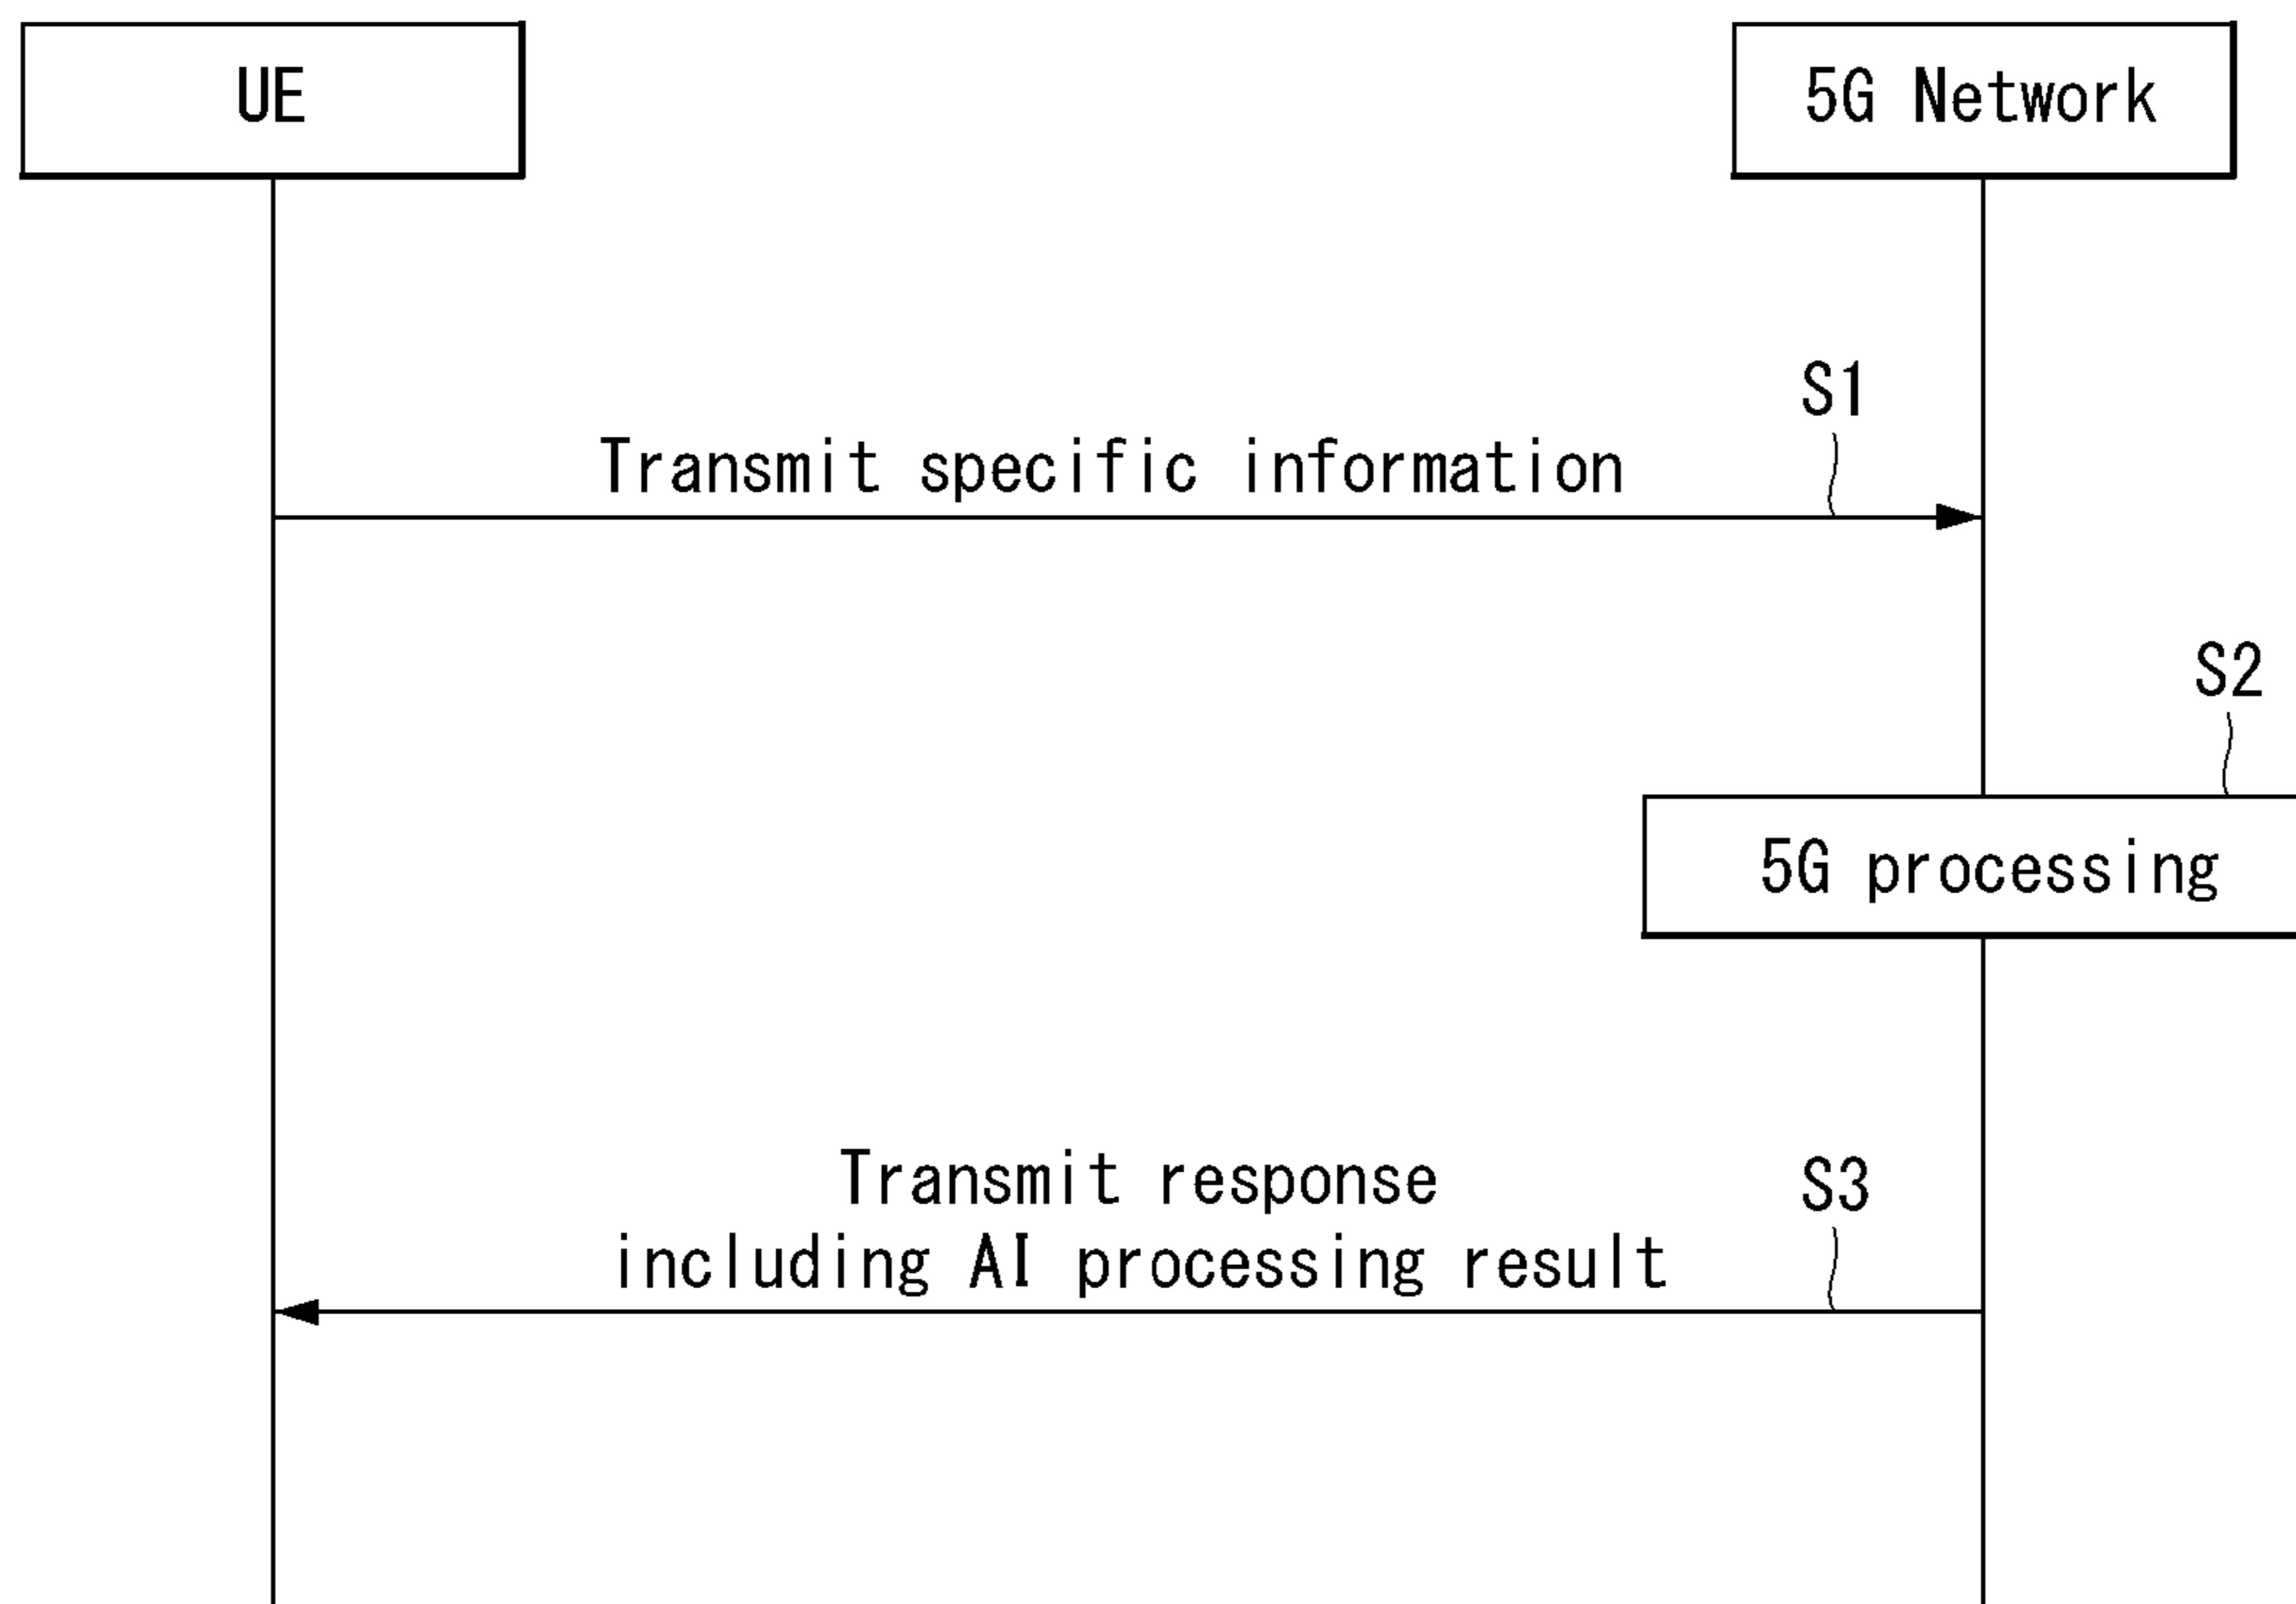 UE
5G Network
S1
Transmit specific information
S2
5G processing
Transmit response
S3
including AI processing result